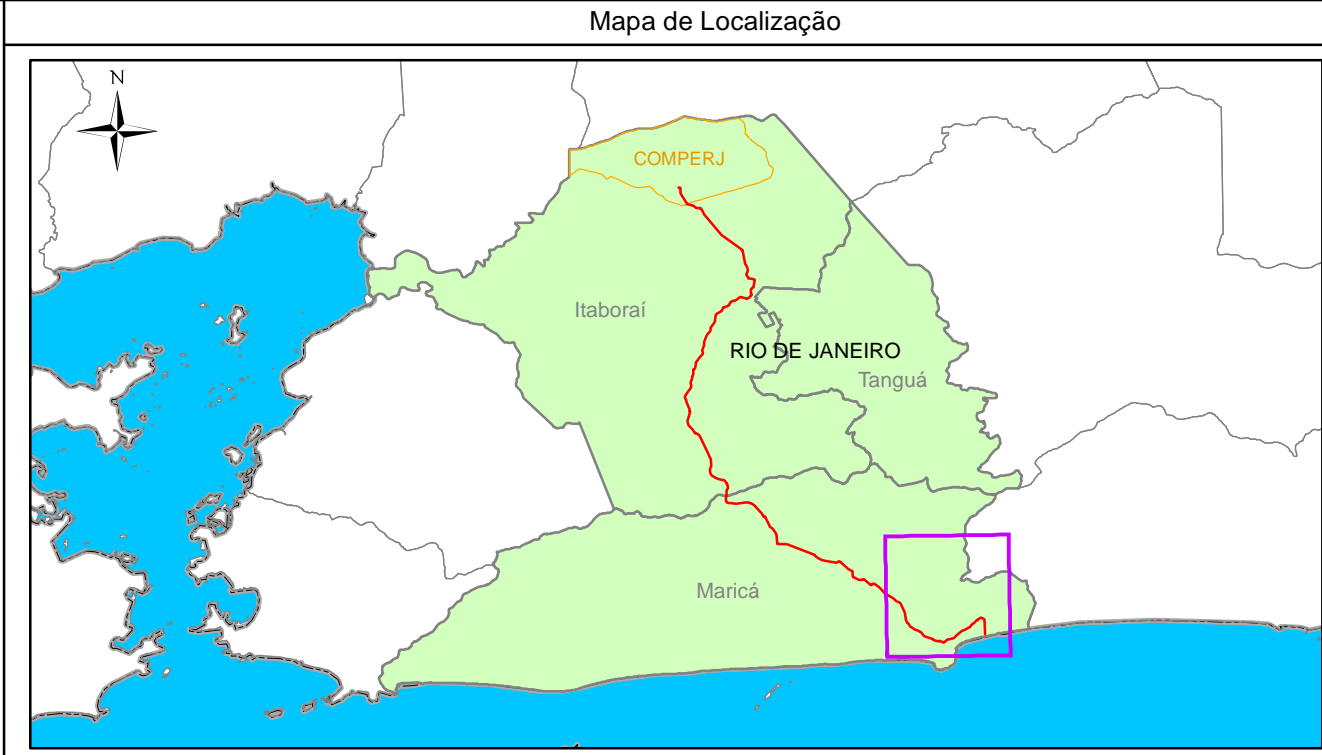 Mapa de Localização
N
COMPERJ
Itaboraí
RIO DE JANEIRO
Tanguá
Maricá